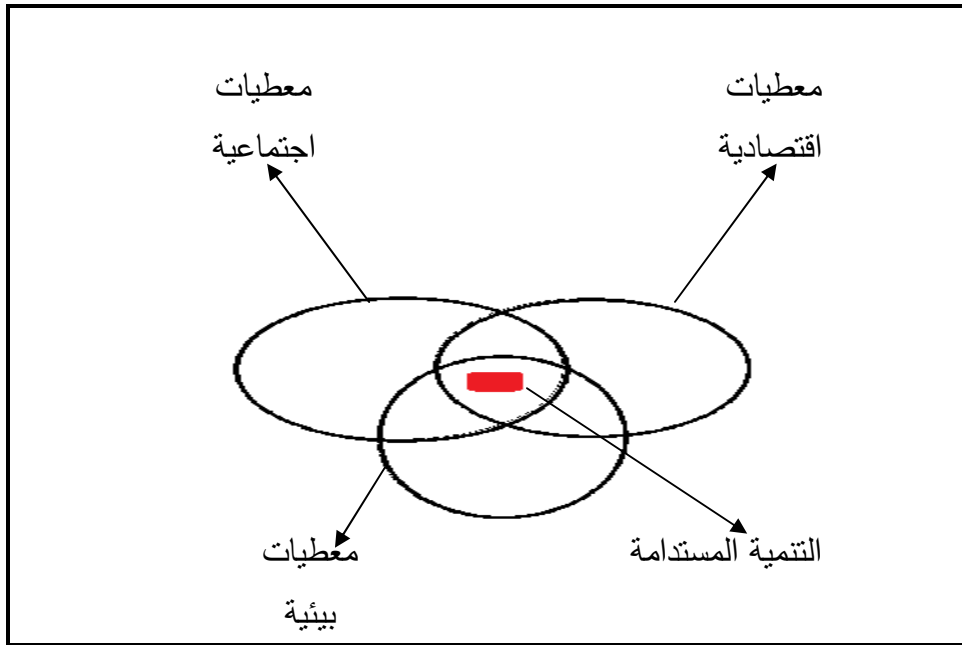 معطيات
اقتصادية
معطيات
اجتماعية
التنمية المستدامة
معطيات
بيئية